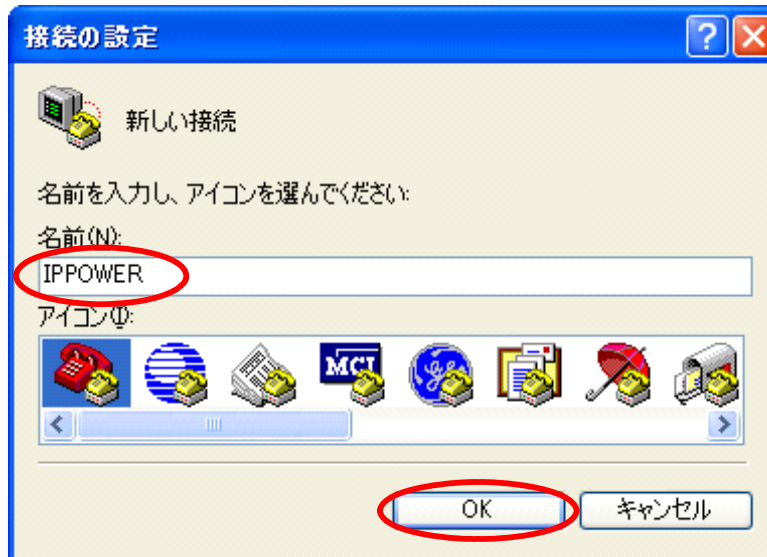 接続の設定
新しい接続
名前を入力し、アイコンを選んでください:
名前(N):
IPPOWER
アイコン(I):
MCI
OK キャンセル